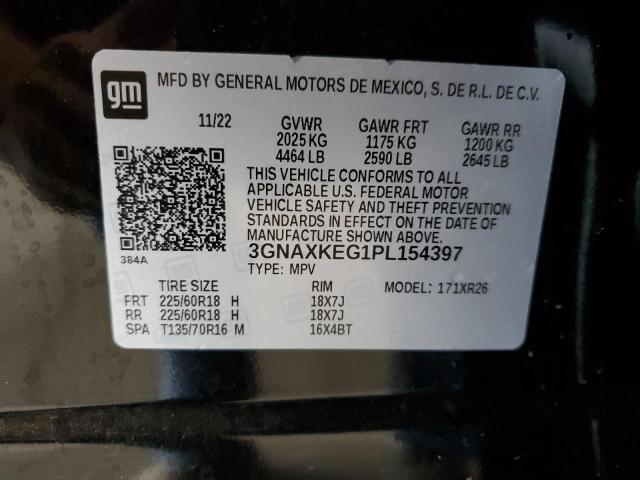 gm
MFD BY GENERAL MOTORS DE MEXICO, S. DE R.L. DE C.V.
11/22 GVWR GAWR FRT GAWR RR
2025 KG 1175 KG 1200 KG
4464 LB 2590 LB 2645 LB
THIS VEHICLE CONFORMS TO ALL
APPLICABLE U.S. FEDERAL MOTOR
VEHICLE SAFETY AND THEFT PREVENTION
STANDARDS IN EFFECT ON THE DATE OF
MANUFACTURE SHOWN ABOVE.
384A 3GNAXKEG1PL154397
TYPE: MPV
TIRE SIZE RIM MODEL: 171XR26
FRT 225/60R18 H 18X7J
RR 225/60R18 H 18X7J
SPA T135/70R16 M 16X4BT